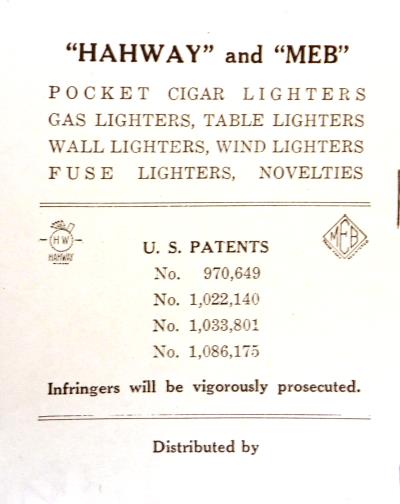 "HAHWAY" and "MEB"
POCKET CIGAR LIGHTERS
GAS LIGHTERS, TABLE LIGHTERS
WALL LIGHTERS, WIND LIGHTERS
FUSE LIGHTERS, NOVELTIES
HW
HAHWAY
MEB
U. S. PATENTS
No. 970,649
No. 1,022,140
No. 1,033,801
No. 1,086,175
Infringers will be vigorously prosecuted.
Distributed by